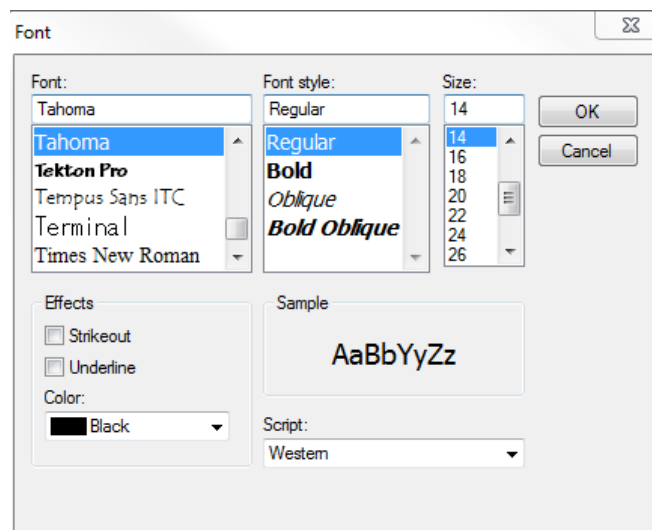 Font
Font:
Font style:
Size:
Tahoma
Regular
14
OK
Cancel
Tahoma
Tekton Pro
Tempus Sans ITC
Terminal
Times New Roman
Regular
Bold
Oblique
Bold Oblique
14
16
18
20
22
24
26
Effects
Strikeout
Underline
Color:
Black
Sample
AaBbYyZz
Script:
Western